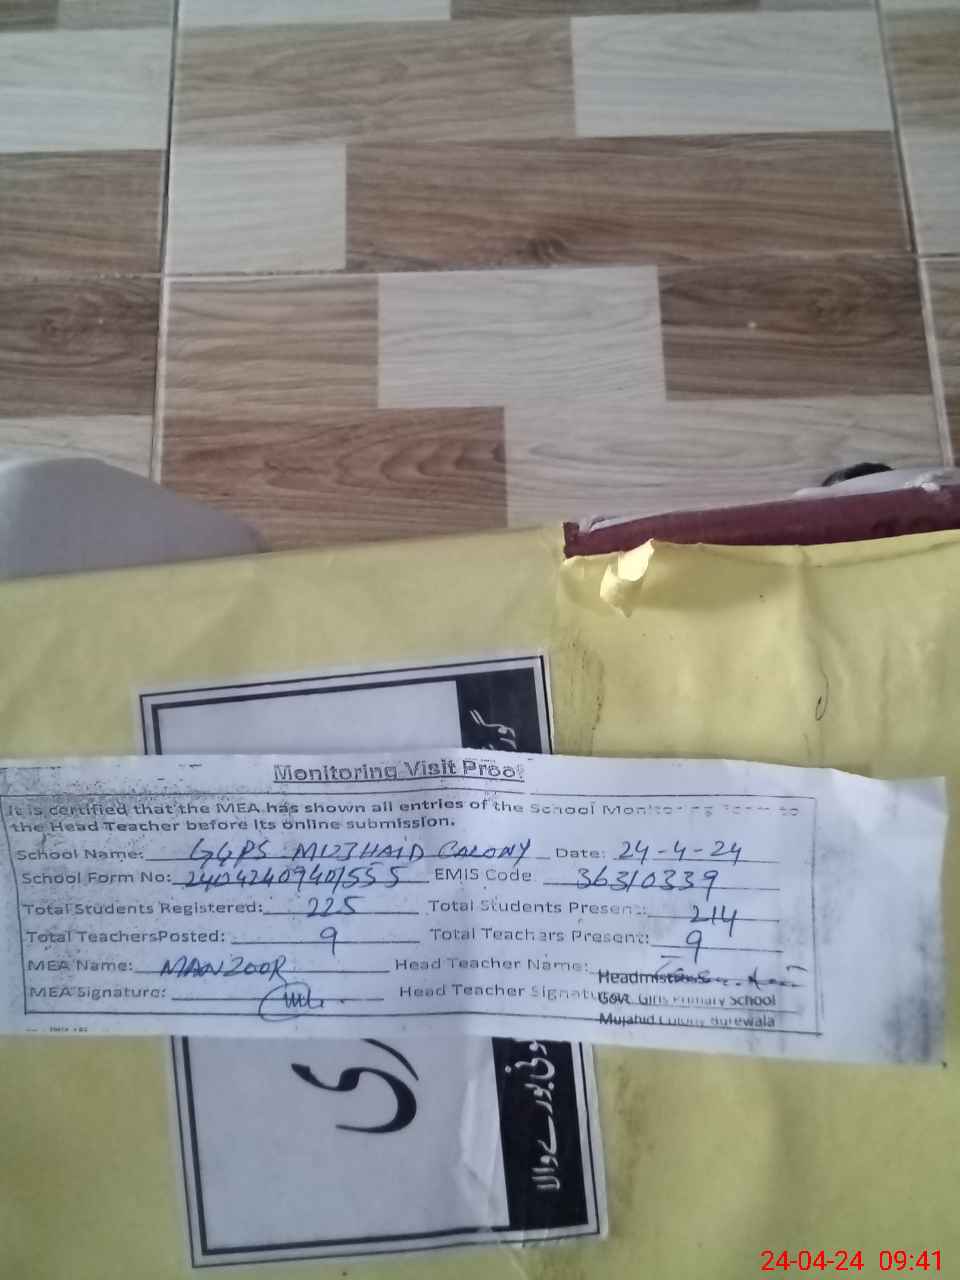 Monitoring Visit Proof
It is certified that the MEA has shown all entries of the School Monitoring Form to
the Head Teacher before its online submission.
School Name: GGPS MUJHAID COLONY Date: 24-4-24
School Form No: 2404240940/555 EMIS Code 36310339
Total Students Registered: 225 Total Students Present: 214
Total TeachersPosted: 9 Total Teachers Present: 9
MEA Name: MANZOOR Head Teacher Name:
MEA Signature: Head Teacher Signature
Headmistress
Govt. Girls Primary School
Mujahid Colony Burewala
24-04-24 09:41